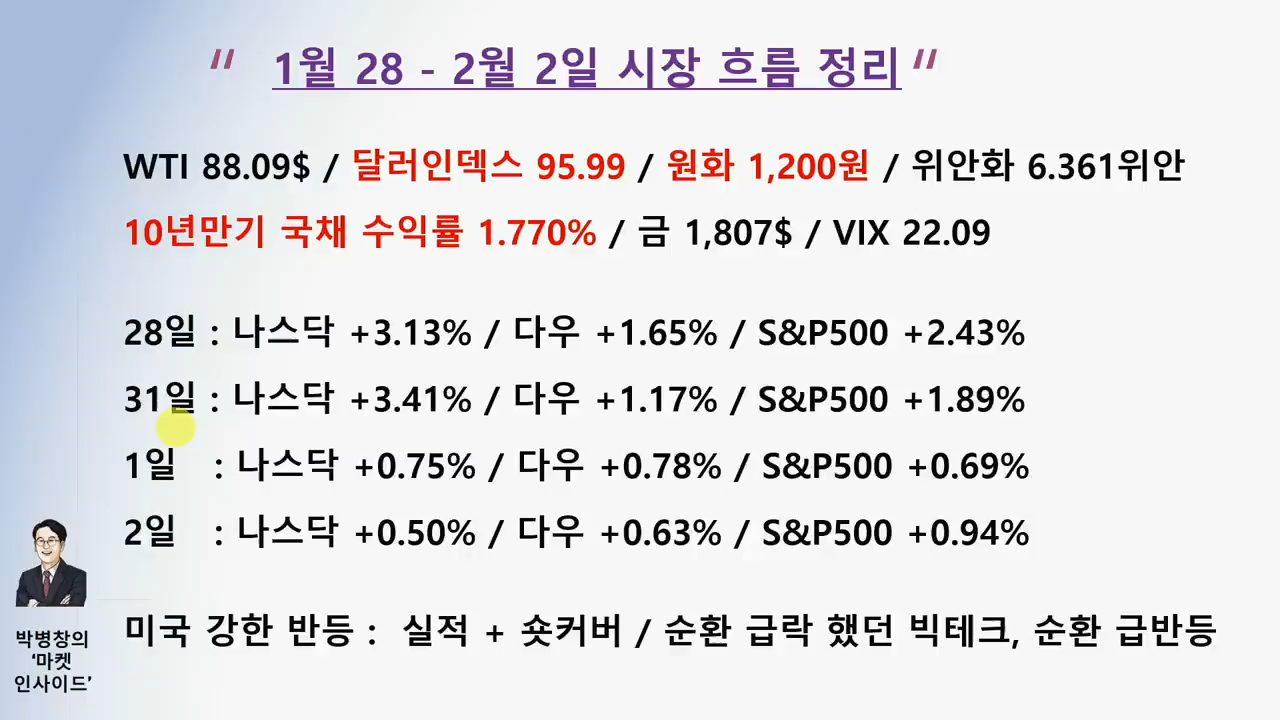 " 1월 28 - 2월 2일 시장 흐름 정리 "
WTI 88.09$ / 달러인덱스 95.99 / 원화 1,200원 / 위안화 6.361위안
10년만기 국채 수익률 1.770% / 금 1,807$ / VIX 22.09
28일 : 나스닥 +3.13% / 다우 +1.65% / S&P500 +2.43%
31일 : 나스닥 +3.41% / 다우 +1.17% / S&P500 +1.89%
1일 : 나스닥 +0.75% / 다우 +0.78% / S&P500 +0.69%
2일 : 나스닥 +0.50% / 다우 +0.63% / S&P500 +0.94%
미국 강한 반등 : 실적 + 숏커버 / 순환 급락 했던 빅테크, 순환 급반등
박병창의
‘마켓
인사이드’